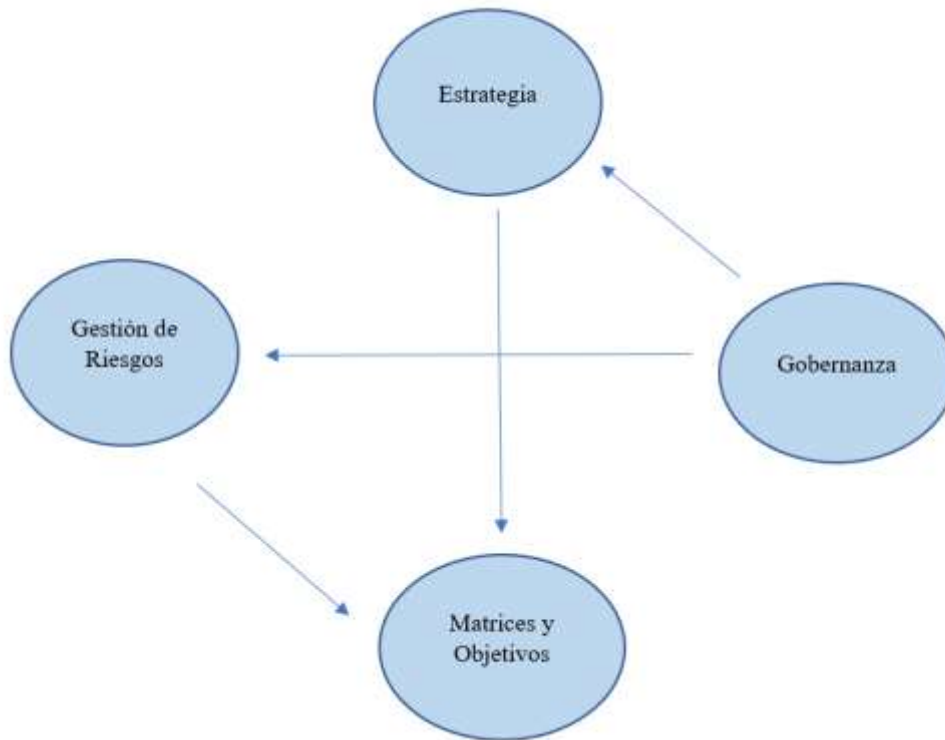 Estrategia
Gestión de
Riesgos
Gobernanza
Matrices y
Objetivos